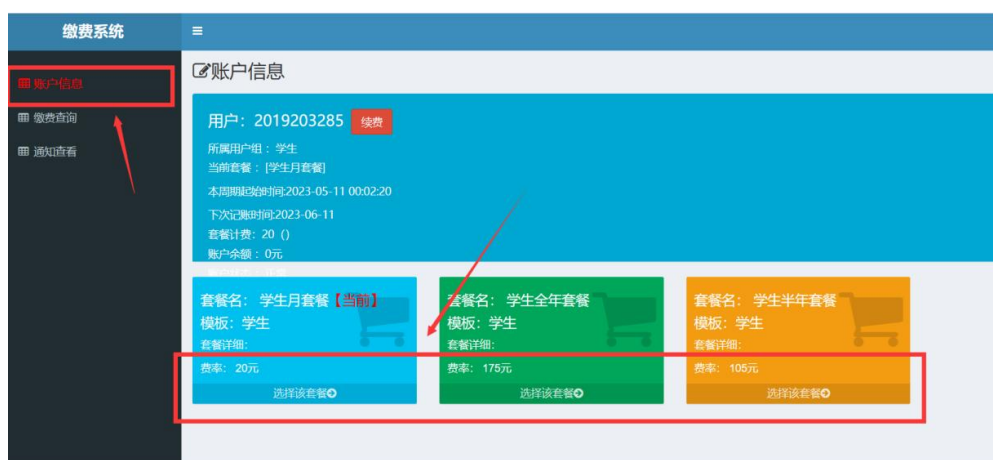 缴费系统
账户信息
缴费查询
通知查看
账户信息
用户：2019203285 续费
所属用户组：学生
当前套餐：[学生月套餐]
本周期起始时间:2023-05-11 00:02:20
下次记账时间:2023-06-11
套餐计费：20 ()
账户余额：0元
套餐名： 学生月套餐【当前】
模板：学生
套餐详细:
费率： 20元
选择该套餐
套餐名： 学生全年套餐
模板：学生
套餐详细:
费率： 175元
选择该套餐
套餐名： 学生半年套餐
模板：学生
套餐详细:
费率： 105元
选择该套餐